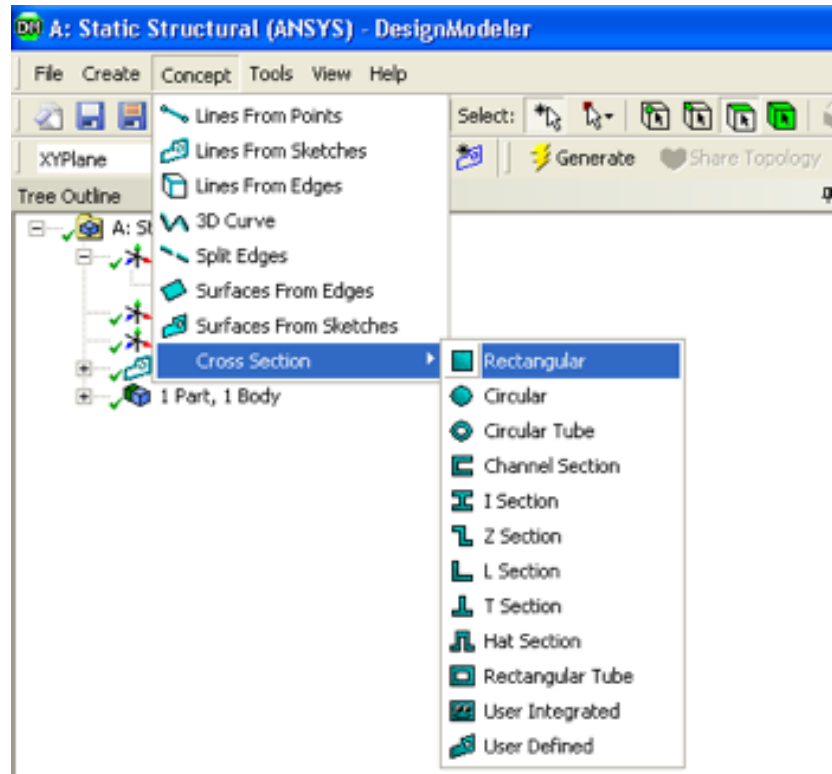 DM A: Static Structural (ANSYS) - DesignModeler
File Create Concept Tools View Help
Select:
XYPlane
Generate Share Topology
Tree Outline
A: St
1 Part, 1 Body
Lines From Points
Lines From Sketches
Lines From Edges
3D Curve
Split Edges
Surfaces From Edges
Surfaces From Sketches
Cross Section
Rectangular
Circular
Circular Tube
Channel Section
I Section
Z Section
L Section
T Section
Hat Section
Rectangular Tube
User Integrated
User Defined